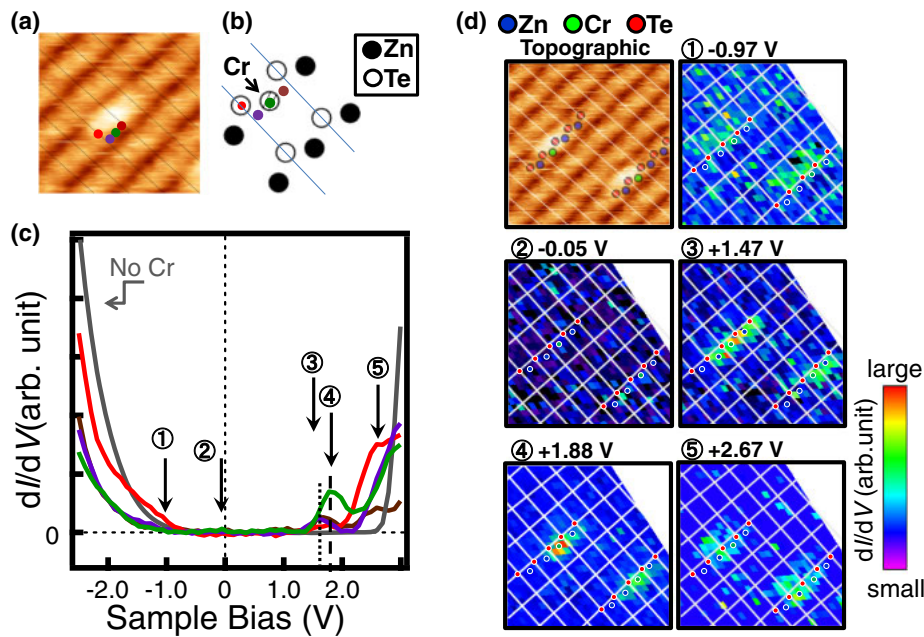 (a)
(b)
Cr
Zn
Te
(c)
No Cr
dI/dV(arb. unit)
0
① ② ③ ④ ⑤
-2.0 -1.0 0 1.0 2.0
Sample Bias (V)
(d)
Zn Cr Te
Topographic
① -0.97 V
② -0.05 V
③ +1.47 V
④ +1.88 V
⑤ +2.67 V
large
dI/dV(arb.unit)
small